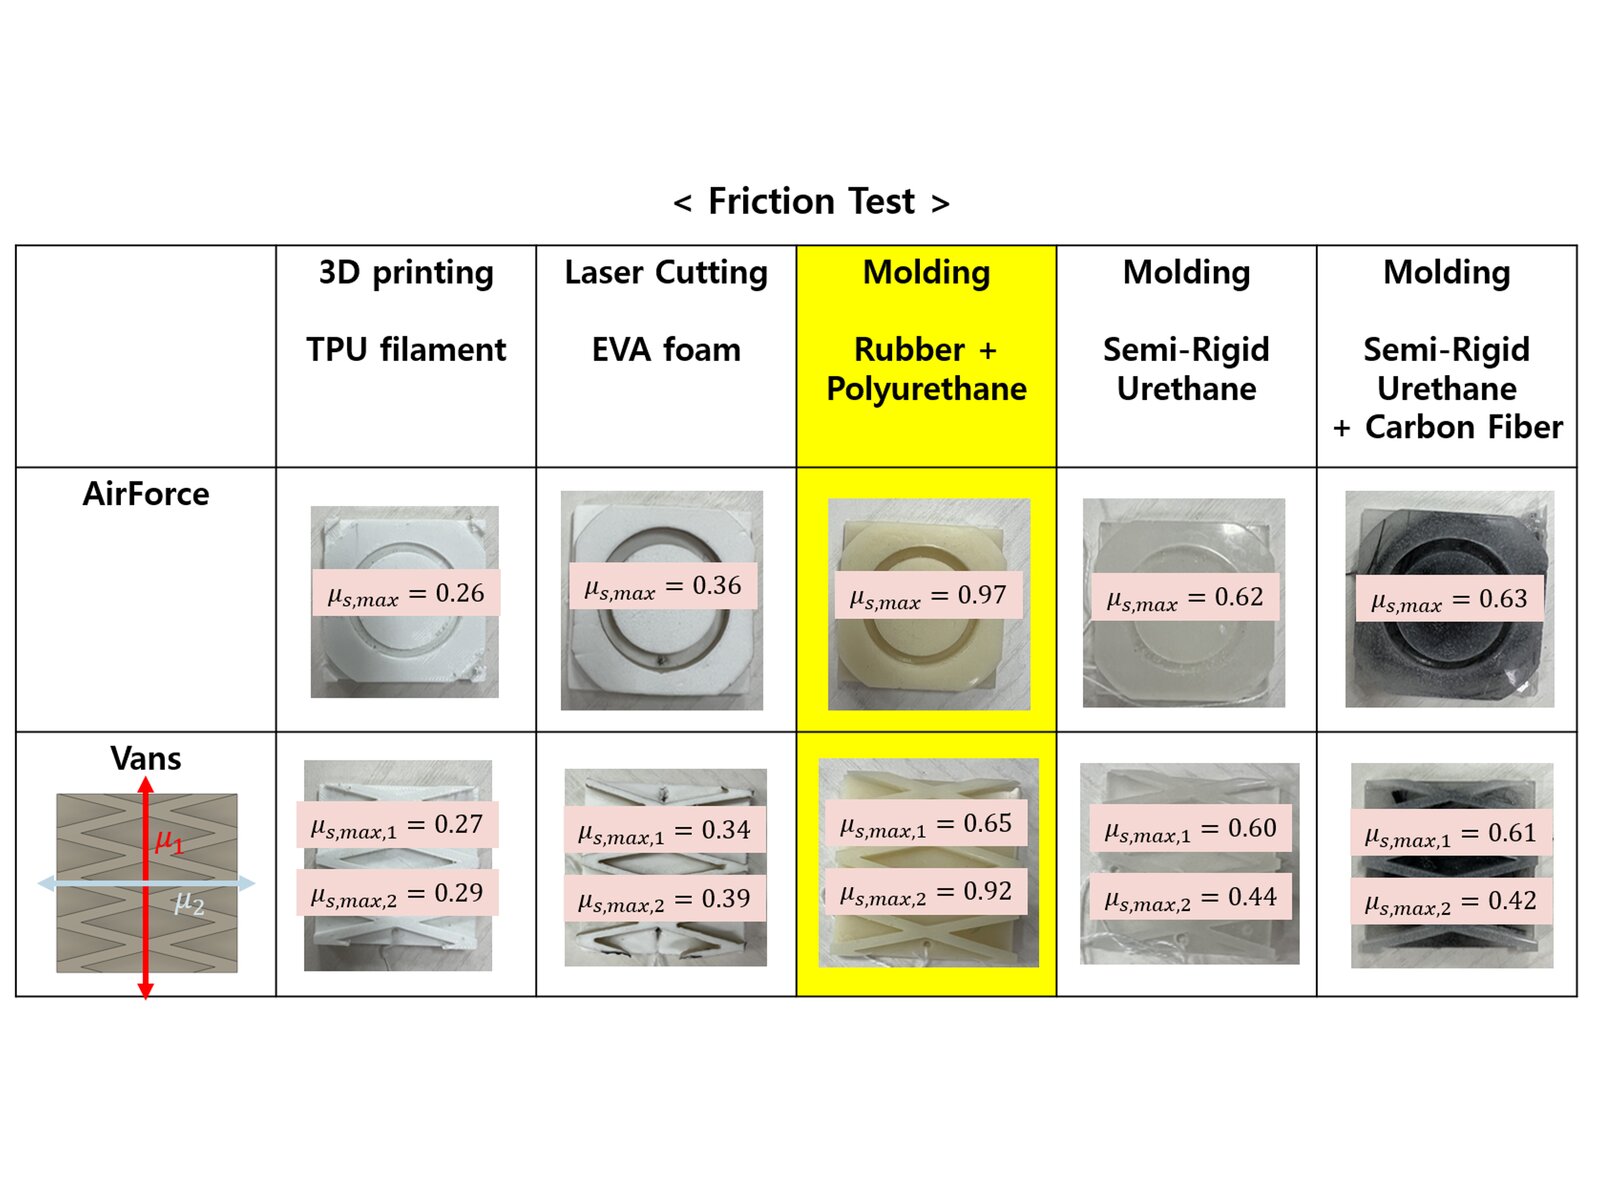 < Friction Test >
3D printing
TPU filament
Laser Cutting
EVA foam
Molding
Rubber +
Polyurethane
Molding
Semi-Rigid
Urethane
Molding
Semi-Rigid
Urethane
+ Carbon Fiber
AirForce
μs,max = 0.26
μs,max = 0.36
μs,max = 0.97
μs,max = 0.62
μs,max = 0.63
Vans
μ1
μ2
μs,max,1 = 0.27
μs,max,2 = 0.29
μs,max,1 = 0.34
μs,max,2 = 0.39
μs,max,1 = 0.65
μs,max,2 = 0.92
μs,max,1 = 0.60
μs,max,2 = 0.44
μs,max,1 = 0.61
μs,max,2 = 0.42